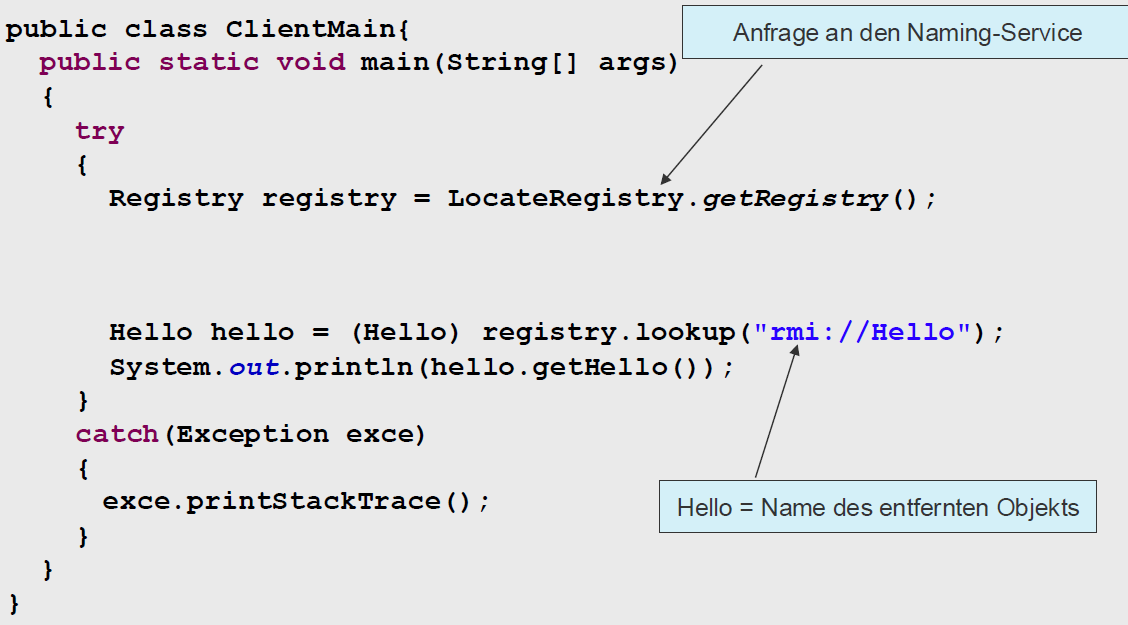 public class ClientMain{
Anfrage an den Naming-Service
public static void main(String[] args)
{
try
{
Registry registry = LocateRegistry.getRegistry();
Hello hello = (Hello) registry.lookup("rmi://Hello");
System.out.println(hello.getHello());
}
catch(Exception exce)
{
exce.printStackTrace();
Hello = Name des entfernten Objekts
}
}
}